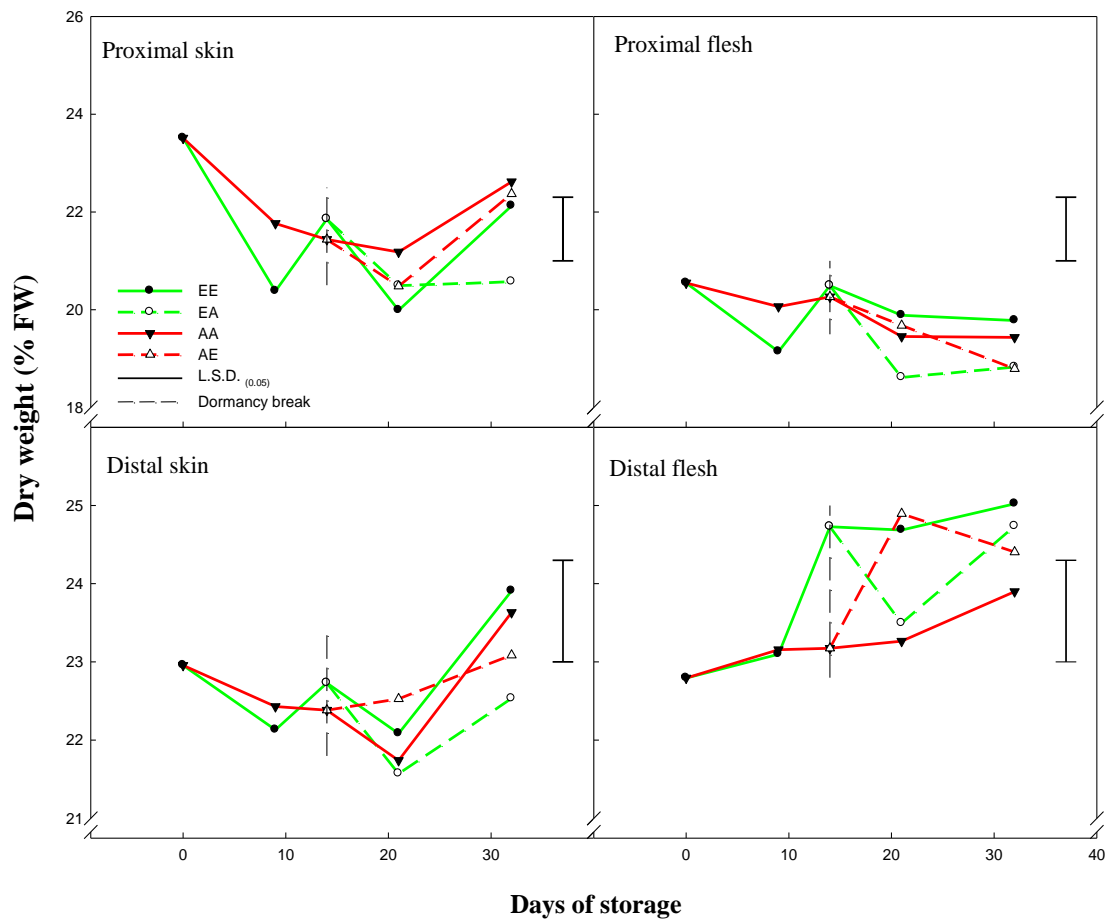 26
Proximal skin
Proximal flesh
24
22
EE
20
EA
AA
AE
L.S.D. (0.05)
Dormancy break
18
Dry weight (% FW)
Distal skin
Distal flesh
25
24
23
22
21
0 10 20 30 0 10 20 30 40
Days of storage